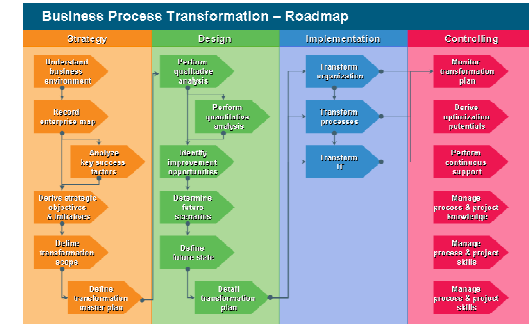 Business Process Transformation – Roadmap
Strategy
Design
Implementation
Controlling
Understand
business
environment
Record
enterprise map
Analyze
key success
factors
Derive strategic
objectives
& initiatives
Define
transformation
scope
Define
transformation
master plan
Perform
qualitative
analysis
Perform
quantitative
analysis
Identify
improvement
opportunities
Determine
future
scenarios
Define
future state
Detail
transformation
plan
Transform
organization
Transform
processes
Transform
IT
Monitor
transformation
plan
Derive
optimization
potentials
Perform
continuous
support
Manage
process & project
knowledge
Manage
process & project
skills
Manage
process & project
skills